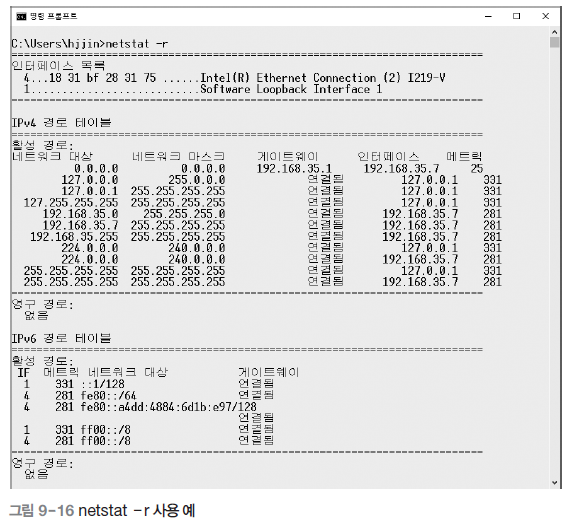 명령 프롬프트
C:\Users\hjjin>netstat -r
===========================================================================
인터페이스 목록
4...18 31 bf 28 31 75 ......Intel(R) Ethernet Connection (2) I219-V
1...........................Software Loopback Interface 1
===========================================================================
IPv4 경로 테이블
===========================================================================
활성 경로:
네트워크 대상 네트워크 마스크 게이트웨이 인터페이스 메트릭
0.0.0.0 0.0.0.0 192.168.35.1 192.168.35.7 25
127.0.0.0 255.0.0.0 연결됨 127.0.0.1 331
127.0.0.1 255.255.255.255 연결됨 127.0.0.1 331
127.255.255.255 255.255.255.255 연결됨 127.0.0.1 331
192.168.35.0 255.255.255.0 연결됨 192.168.35.7 281
192.168.35.7 255.255.255.255 연결됨 192.168.35.7 281
192.168.35.255 255.255.255.255 연결됨 192.168.35.7 281
224.0.0.0 240.0.0.0 연결됨 127.0.0.1 331
224.0.0.0 240.0.0.0 연결됨 192.168.35.7 281
255.255.255.255 255.255.255.255 연결됨 127.0.0.1 331
255.255.255.255 255.255.255.255 연결됨 192.168.35.7 281
===========================================================================
영구 경로:
없음
IPv6 경로 테이블
===========================================================================
활성 경로:
IF 메트릭 네트워크 대상 게이트웨이
1 331 ::1/128 연결됨
4 281 fe80::/64 연결됨
4 281 fe80::a4dd:4884:6d1b:e97/128
연결됨
1 331 ff00::/8 연결됨
4 281 ff00::/8 연결됨
===========================================================================
영구 경로:
없음
그림 9-16 netstat -r 사용 예